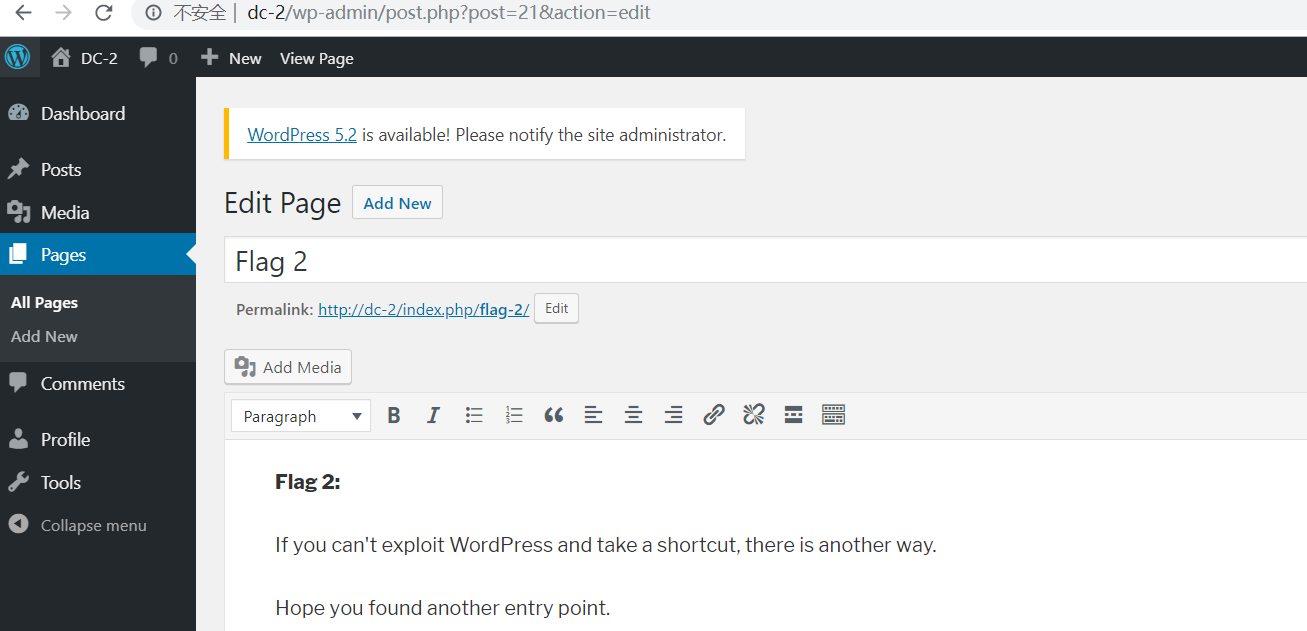 不安全 | dc-2/wp-admin/post.php?post=21&action=edit
DC-2 0 New View Page
Dashboard
Posts
Media
Pages
All Pages
Add New
Comments
Profile
Tools
Collapse menu
WordPress 5.2 is available! Please notify the site administrator.
Edit Page Add New
Flag 2
Permalink: http://dc-2/index.php/flag-2/ Edit
Add Media
Paragraph
Flag 2:
If you can't exploit WordPress and take a shortcut, there is another way.
Hope you found another entry point.